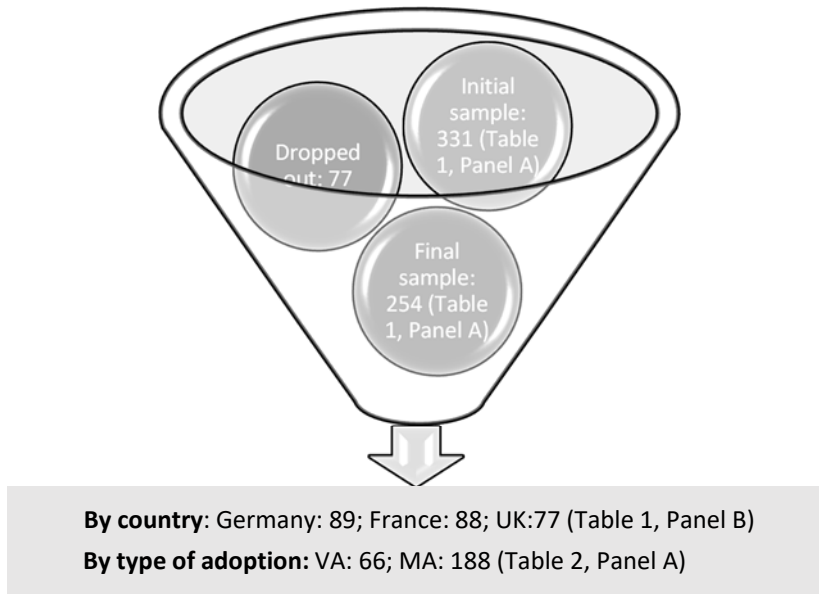 Initial
sample:
331 (Table
1, Panel A)
Dropped
out: 77
Final
sample:
254 (Table
1, Panel A)
By country: Germany: 89; France: 88; UK:77 (Table 1, Panel B)
By type of adoption: VA: 66; MA: 188 (Table 2, Panel A)